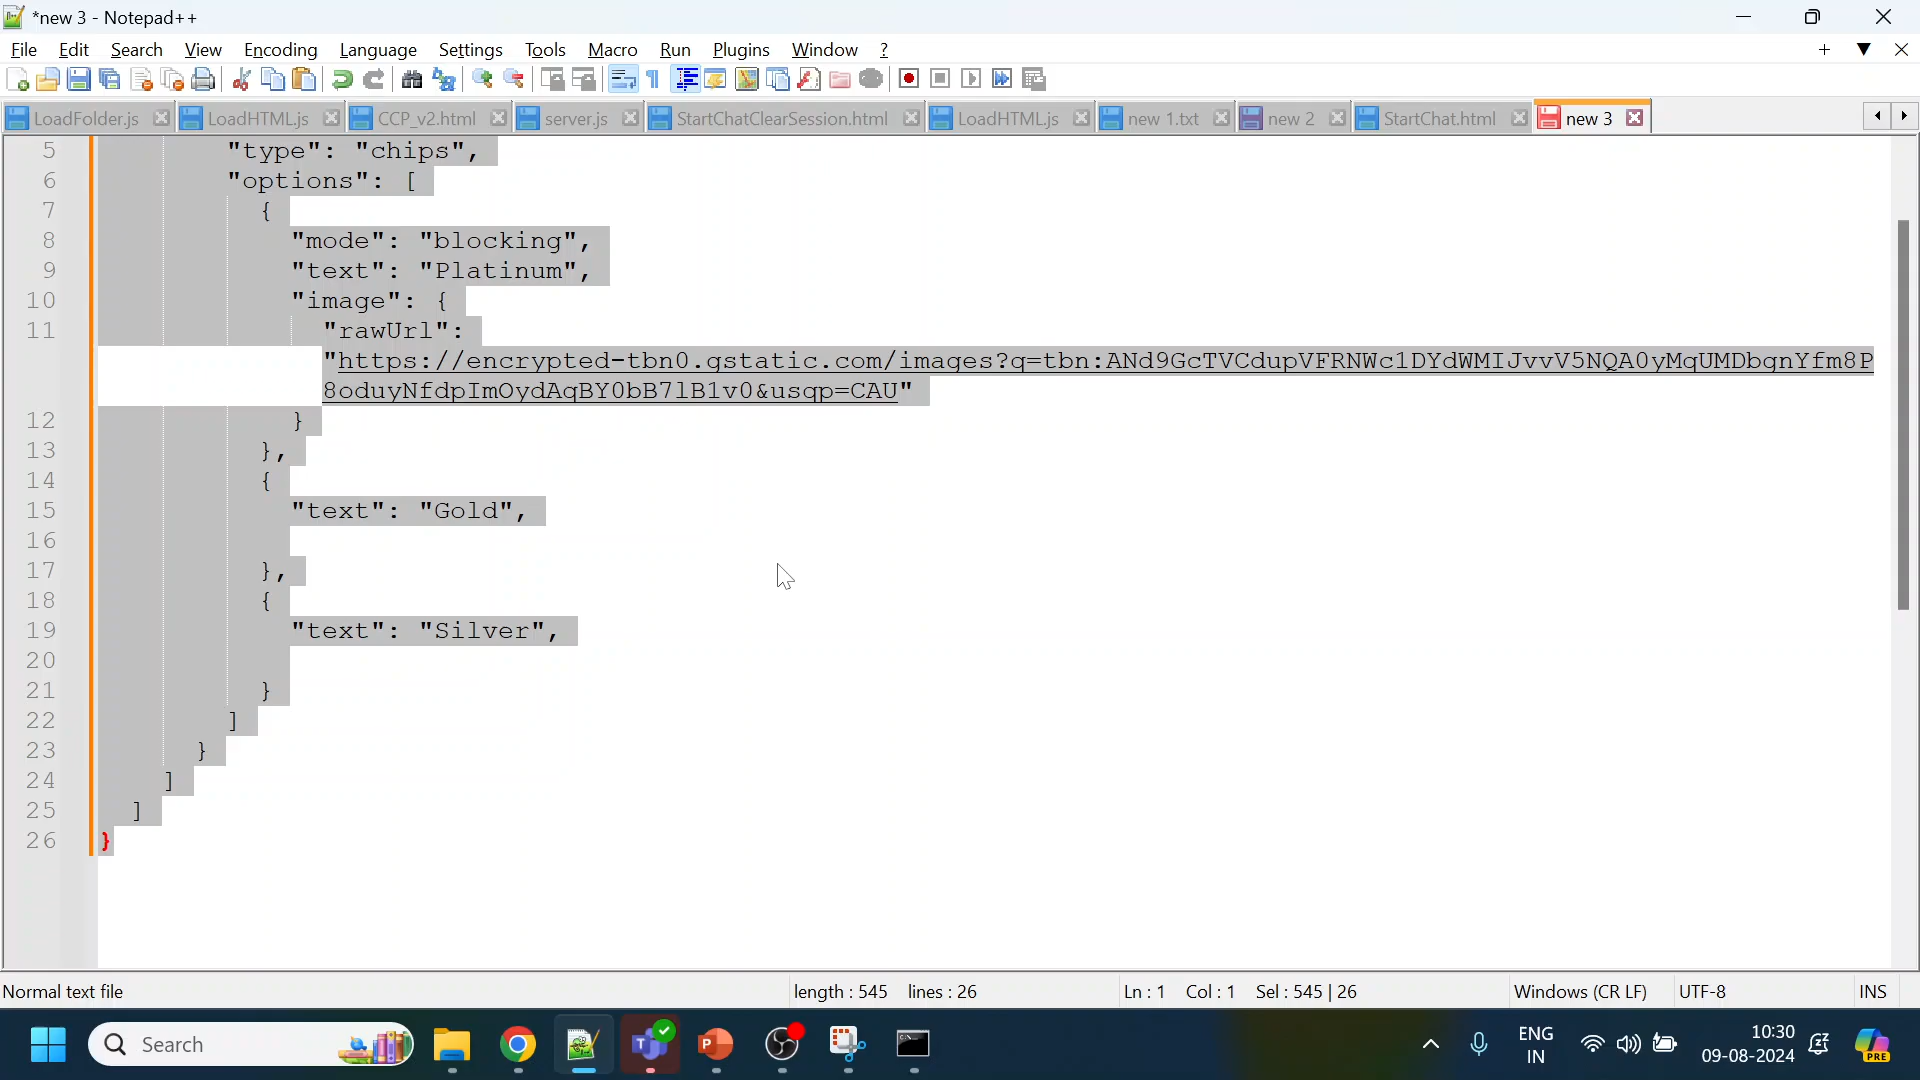 *new 3 - Notepad++
File Edit Search View Encoding Language Settings Tools Macro Run Plugins Window ?
LoadFolder.js LoadHTML.js CCP_v2.html server.js StartChatClearSession.html LoadHTML.js new 1.txt new 2 StartChat.html new 3
5 "type": "chips",
6 "options": [
7 {
8 "mode": "blocking",
9 "text": "Platinum",
10 "image": {
11 "rawUrl":
"https://encrypted-tbn0.gstatic.com/images?q=tbn:ANd9GcTVCdupVFRNWc1DYdWMIJvvV5NQA0yMqUMDbgnYfm8P
8oduyNfdpImOydAqBY0bB7lB1v0&usqp=CAU"
12 }
13 },
14 {
15 "text": "Gold",
16
17 },
18 {
19 "text": "Silver",
20
21 }
22 ]
23 }
24 ]
25 ]
26 }
Normal text file length : 545 lines : 26 Ln : 1 Col : 1 Sel : 545 | 26 Windows (CR LF) UTF-8 INS
Search ENG 10:30
IN 09-08-2024
PRE